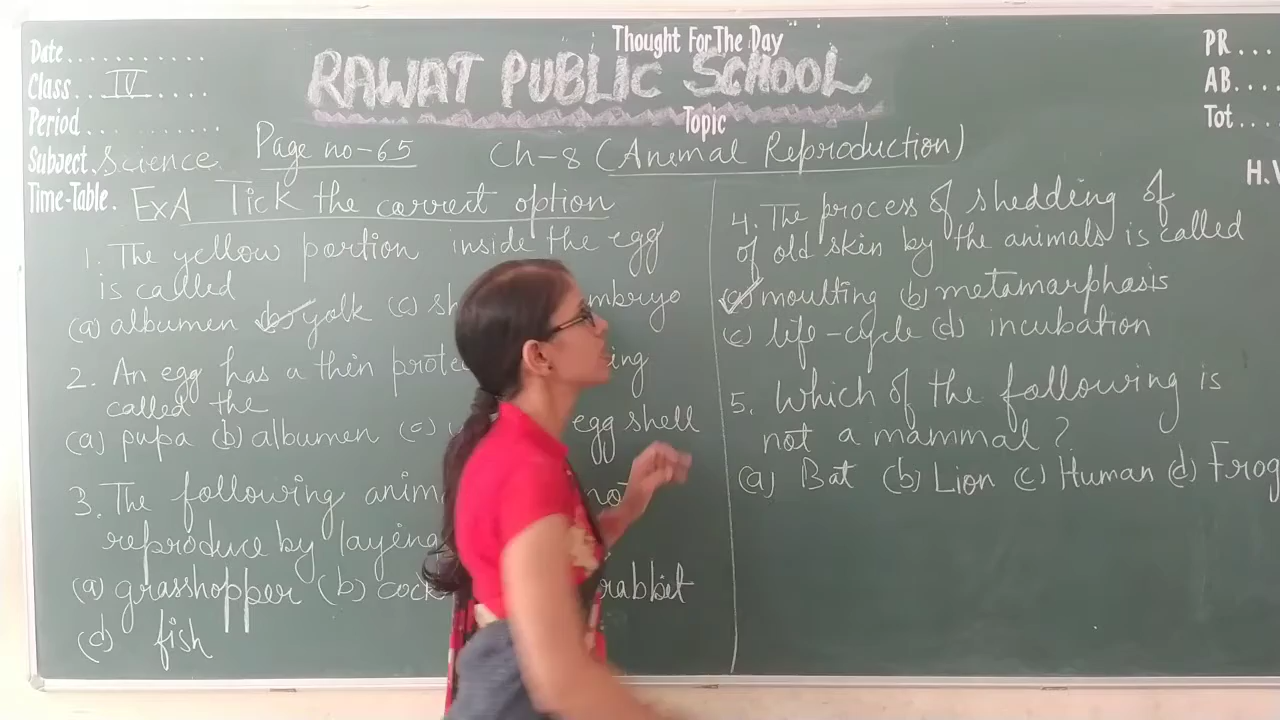 Thought For The Day
Date............
Class...IV.....
Period..............
Subject.Science
Time-Table.
RAWAT PUBLIC SCHOOL
Topic
PR...
AB....
Tot....
H.
Page no-65
Ch-8 (Animal Reproduction)
ExA Tick the correct option
1. The yellow portion inside the egg
is called
(a) albumen (b) yolk (c) sh mbryo
2. An egg has a thin prote ing
called the
(a) pupa (b) albumen (c) egg shell
3. The following anim not
reproduce by laying
(a) grasshopper (b) cock rabbit
(d) fish
4. The process of shedding of
of old skin by the animals is called
(a) moulting (b) metamorphasis
(c) life-cycle (d) incubation
5. Which of the following is
not a mammal?
(a) Bat (b) Lion (c) Human (d) Frog